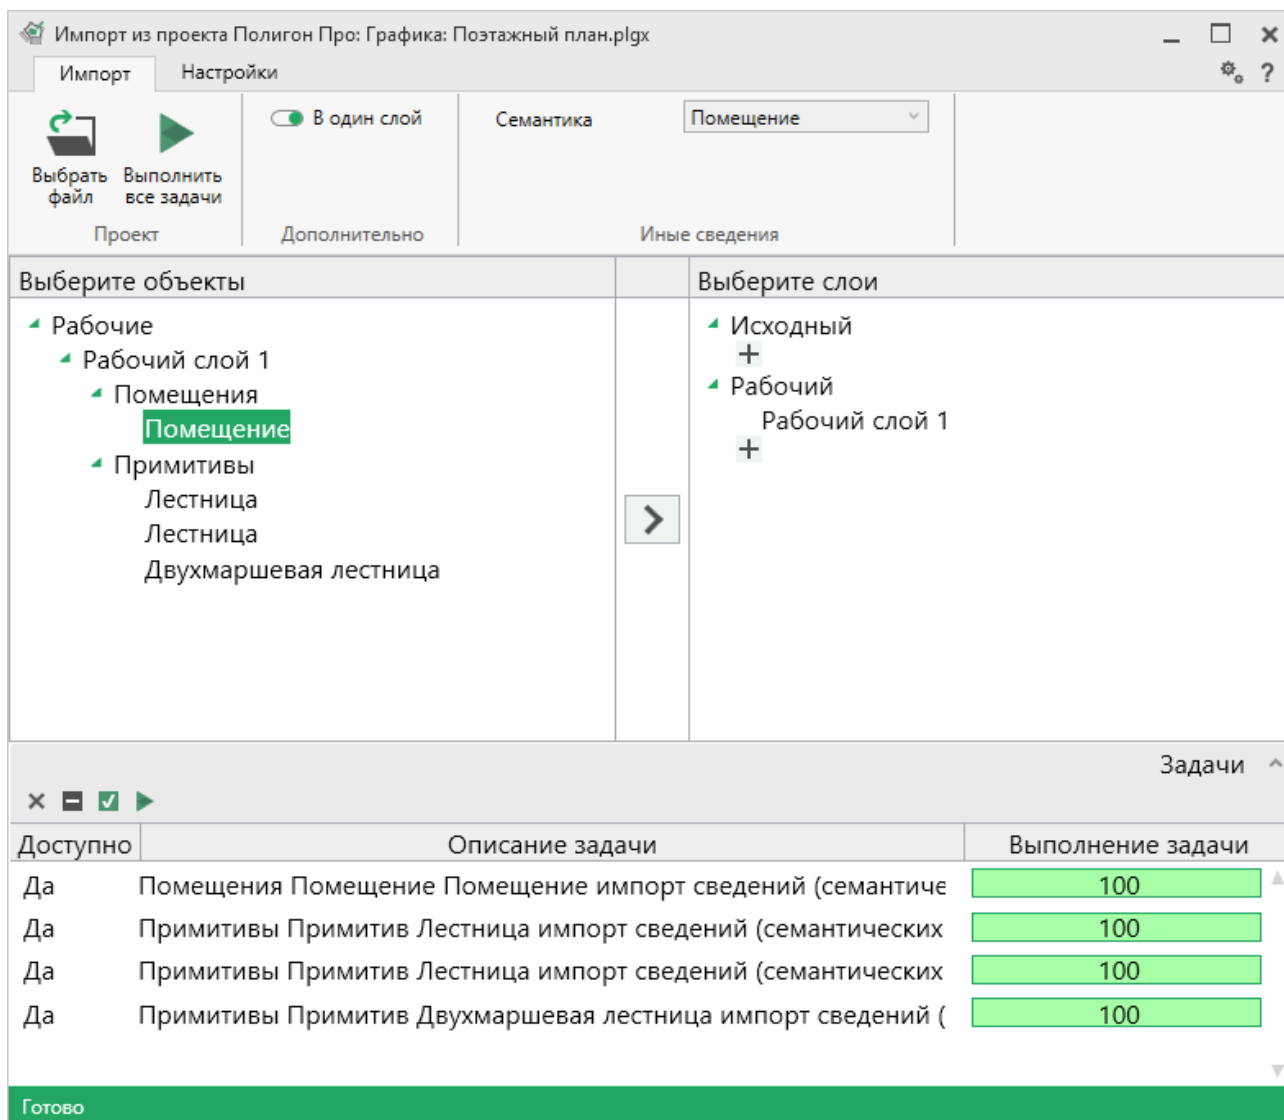 Импорт из проекта Полигон Про: Графика: Поэтажный план.plgx
Импорт Настройки ?
Выбрать файл
Выполнить все задачи
В один слой
Семантика Помещение
Проект Дополнительно Иные сведения
Выберите объекты Выберите слои
Рабочие
Рабочий слой 1
Помещения
Помещение
Примитивы
Лестница
Лестница
Двухмаршевая лестница
Исходный
+
Рабочий
Рабочий слой 1
+
Задачи
Доступно Описание задачи Выполнение задачи
Да Помещения Помещение Помещение импорт сведений (семантиче 100
Да Примитивы Примитив Лестница импорт сведений (семантических 100
Да Примитивы Примитив Лестница импорт сведений (семантических 100
Да Примитивы Примитив Двухмаршевая лестница импорт сведений ( 100
Готово